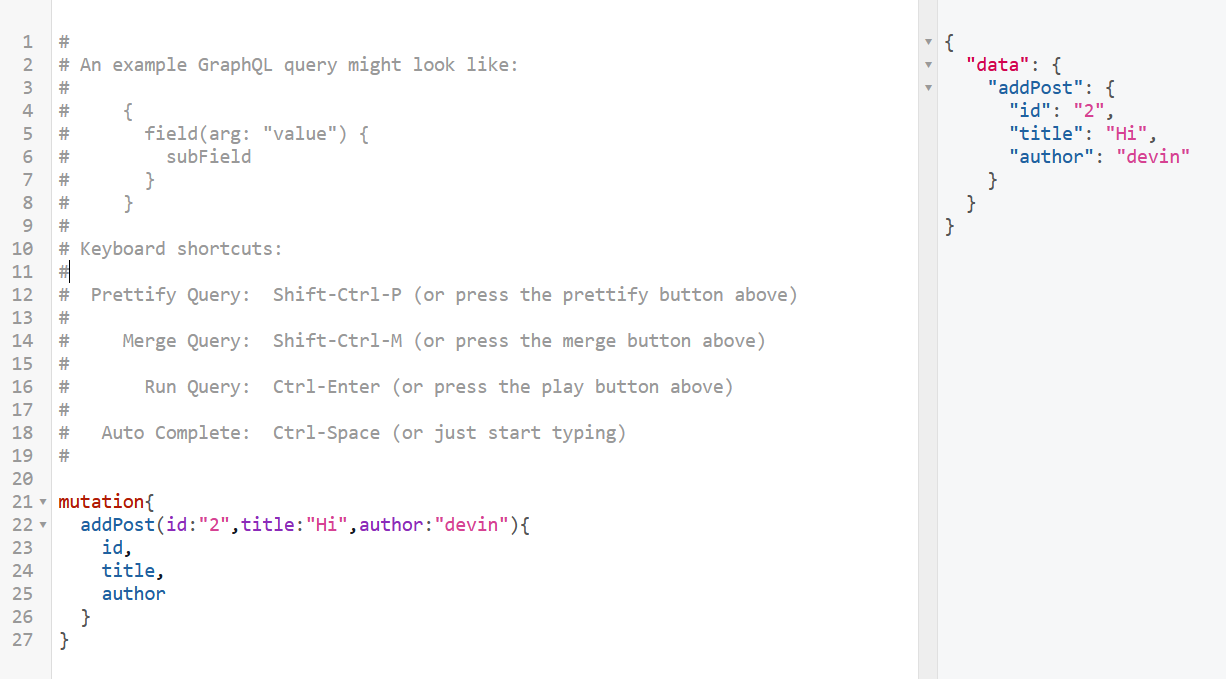 1 #
2 # An example GraphQL query might look like:
3 #
4 #     {
5 #       field(arg: "value") {
6 #         subField
7 #       }
8 #     }
9 #
10 # Keyboard shortcuts:
11 #
12 #  Prettify Query:  Shift-Ctrl-P (or press the prettify button above)
13 #
14 #     Merge Query:  Shift-Ctrl-M (or press the merge button above)
15 #
16 #       Run Query:  Ctrl-Enter (or press the play button above)
17 #
18 #   Auto Complete:  Ctrl-Space (or just start typing)
19 #
20
21 mutation{
22   addPost(id:"2",title:"Hi",author:"devin"){
23     id,
24     title,
25     author
26   }
27 }
{
  "data": {
    "addPost": {
      "id": "2",
      "title": "Hi",
      "author": "devin"
    }
  }
}